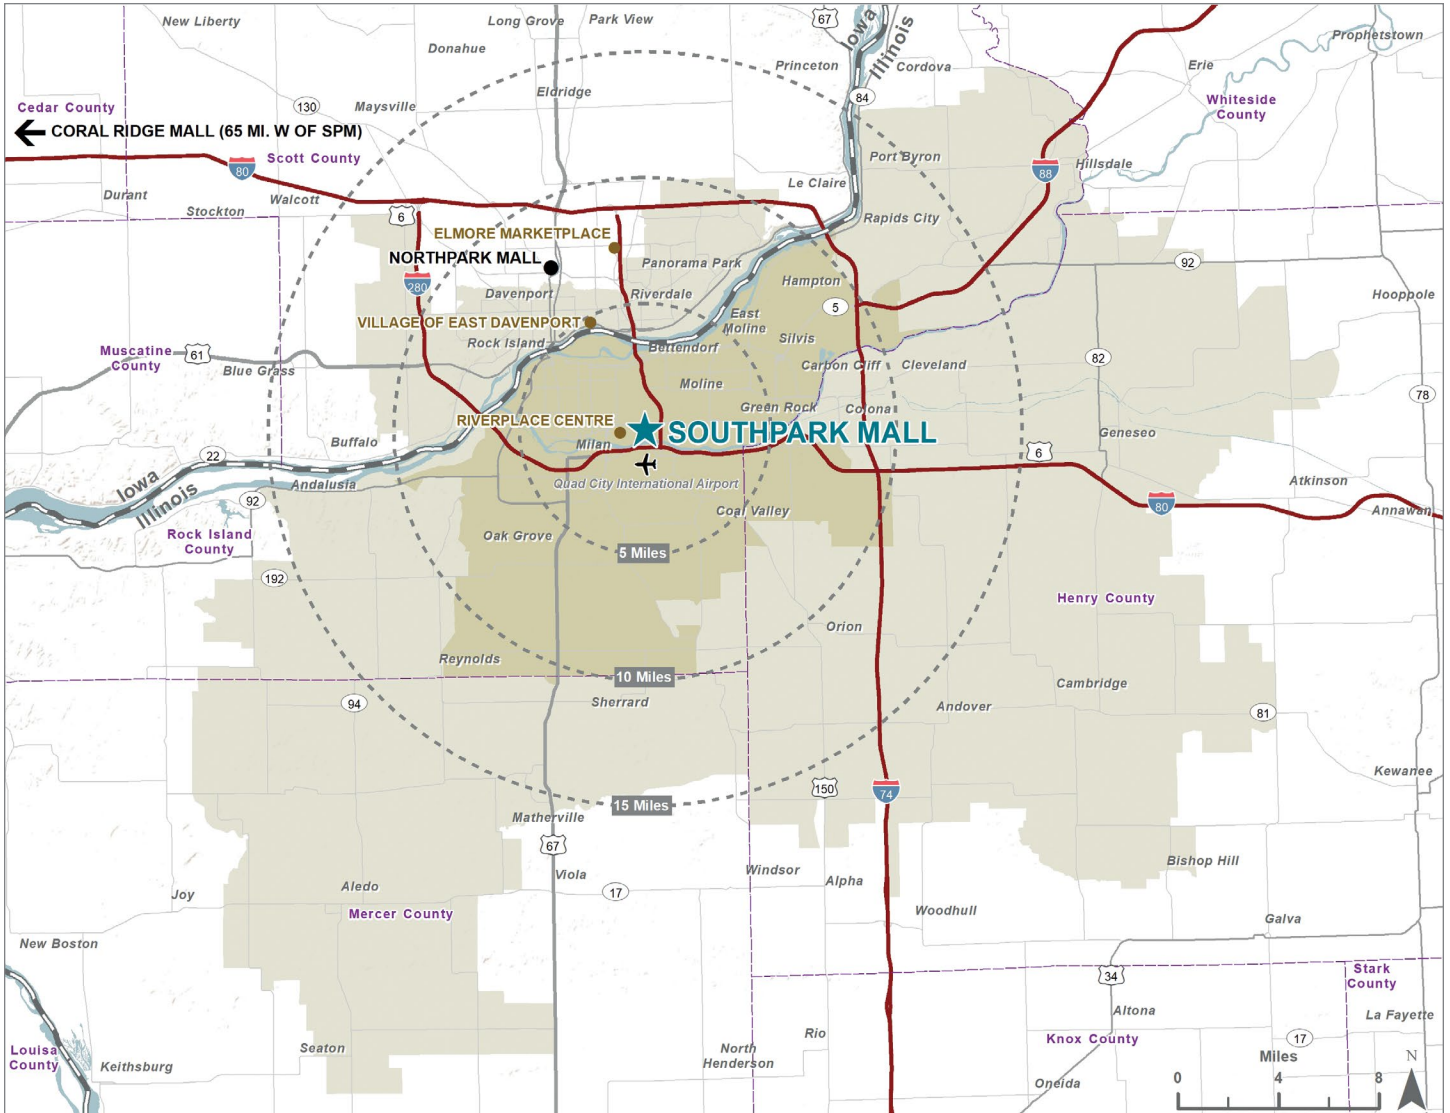 New Liberty
Long Grove
Park View
67
Iowa
Illinois
Prophetstown
Donahue
Princeton
Cordova
Erie
Eldridge
Cedar County
130
Maysville
84
Whiteside
County
CORAL RIDGE MALL (65 MI. W OF SPM)
Scott County
80
Port Byron
88
Hillsdale
Durant
Walcott
Le Claire
Stockton
6
Rapids City
ELMORE MARKETPLACE
NORTHPARK MALL
Panorama Park
92
280
Davenport
Riverdale
Hampton
Hooppole
5
VILLAGE OF EAST DAVENPORT
East
Moline
Rock Island
Bettendorf
Silvis
Muscatine
County
61
Blue Grass
Carbon Cliff
Cleveland
82
Moline
78
Green Rock
Colona
RIVERPLACE CENTRE
SOUTHPARK MALL
Geneseo
Buffalo
Milan
22
6
Iowa
Illinois
Andalusia
Quad City International Airport
Atkinson
92
80
Annawan
Coal Valley
Rock Island
County
Oak Grove
5 Miles
192
Henry County
Orion
Reynolds
10 Miles
Cambridge
94
Sherrard
Andover
81
Kewanee
150
74
15 Miles
Matherville
67
Bishop Hill
Windsor
Viola
Alpha
Joy
Aledo
17
Mercer County
Woodhull
Galva
New Boston
34
Stark
County
Altona
La Fayette
Rio
Knox County
17
Louisa
County
Seaton
North
Henderson
Keithsburg
Miles
N
Oneida
0 4 8